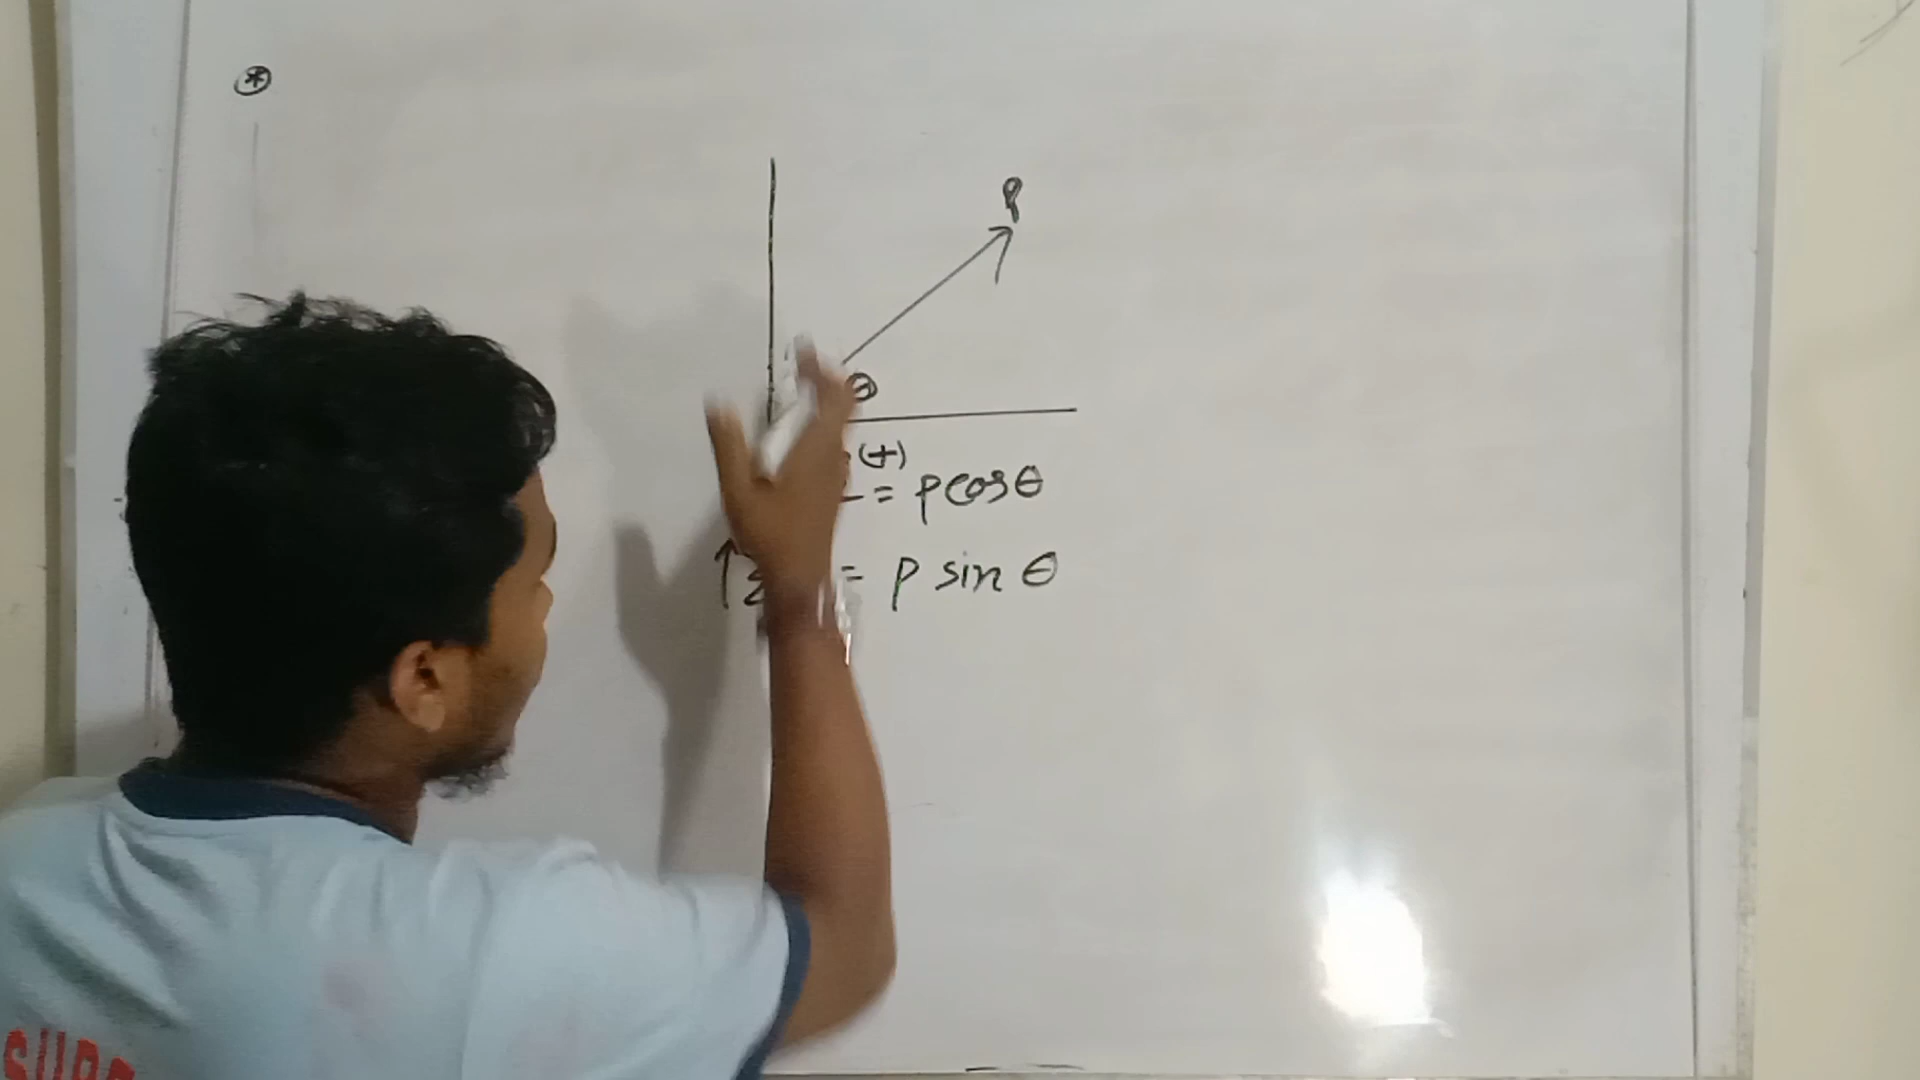 P
θ
(+)
= P cos θ
↑Σ = P sin θ